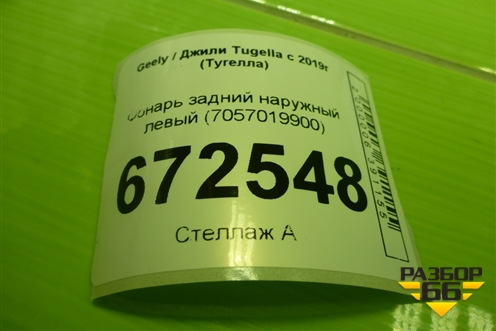 Geely / Джили Tugella с 2019г
(Тугелла)
Фонарь задний наружный
левый (7057019900)
672548
Стеллаж А
РАЗБОР
66